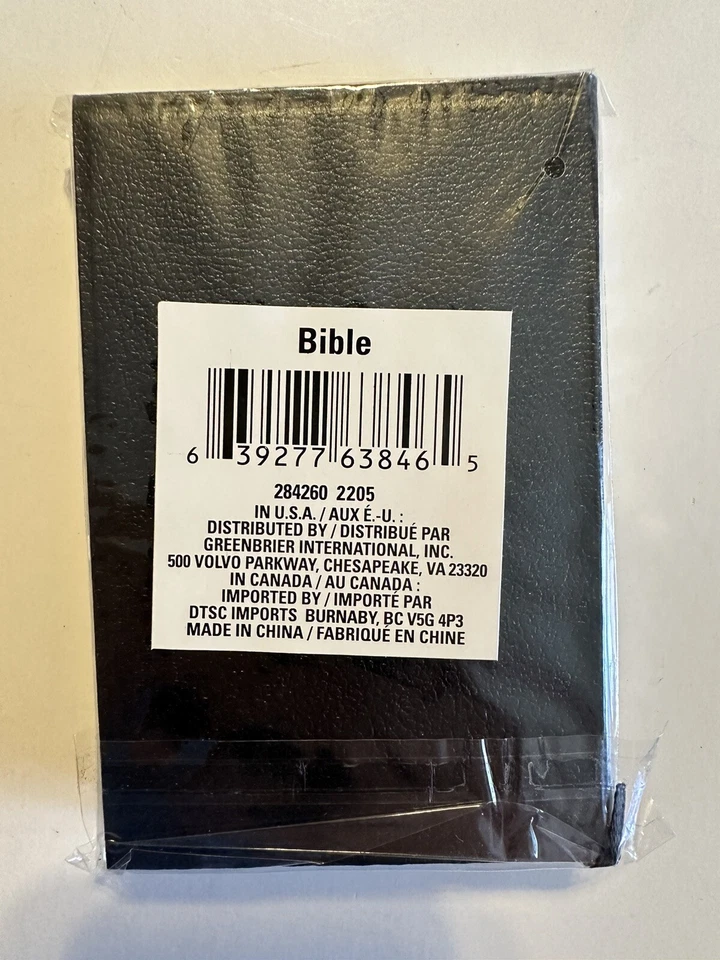 Bible
6 39277 63846 5
284260 2205
IN U.S.A. / AUX É.-U. :
DISTRIBUTED BY / DISTRIBUÉ PAR
GREENBRIER INTERNATIONAL, INC.
500 VOLVO PARKWAY, CHESAPEAKE, VA 23320
IN CANADA / AU CANADA :
IMPORTED BY / IMPORTÉ PAR
DTSC IMPORTS BURNABY, BC V5G 4P3
MADE IN CHINA / FABRIQUÉ EN CHINE